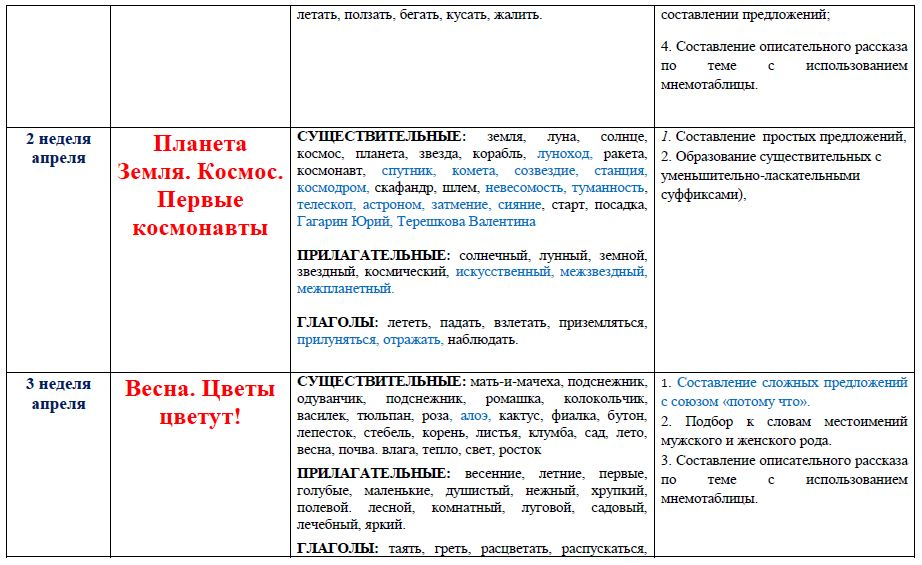 летать, ползать, бегать, кусать, жалить.
составлении предложений;
4. Составление описательного рассказа
по теме с использованием
мнемотаблицы.
2 неделя
апреля
Планета
Земля. Космос.
Первые
космонавты
СУЩЕСТВИТЕЛЬНЫЕ: земля, луна, солнце,
космос, планета, звезда, корабль, луноход, ракета,
космонавт, спутник, комета, созвездие, станция,
космодром, скафандр, шлем, невесомость, туманность,
телескоп, астроном, затмение, сияние, старт, посадка,
Гагарин Юрий, Терешкова Валентина
ПРИЛАГАТЕЛЬНЫЕ: солнечный, лунный, земной,
звездный, космический, искусственный, межзвездный,
межпланетный.
ГЛАГОЛЫ: лететь, падать, взлетать, приземляться,
прилуняться, отражать, наблюдать.
1. Составление простых предложений,
2. Образование существительных с
уменьшительно-ласкательными
суффиксами),
3 неделя
апреля
Весна. Цветы
цветут!
СУЩЕСТВИТЕЛЬНЫЕ: мать-и-мачеха, подснежник,
одуванчик, подснежник, ромашка, колокольчик,
василек, тюльпан, роза, алоэ. кактус, фиалка, бутон,
лепесток, стебель, корень, листья, клумба, сад, лето,
весна, почва. влага, тепло, свет, росток
ПРИЛАГАТЕЛЬНЫЕ: весенние, летние, первые,
голубые, маленькие, душистый, нежный, хрупкий,
полевой. лесной, комнатный, луговой, садовый,
лечебный, яркий.
ГЛАГОЛЫ: таять, греть, расцветать, распускаться,
1. Составление сложных предложений
с союзом «потому что».
2. Подбор к словам местоимений
мужского и женского рода.
3. Составление описательного рассказа
по теме с использованием
мнемотаблицы.